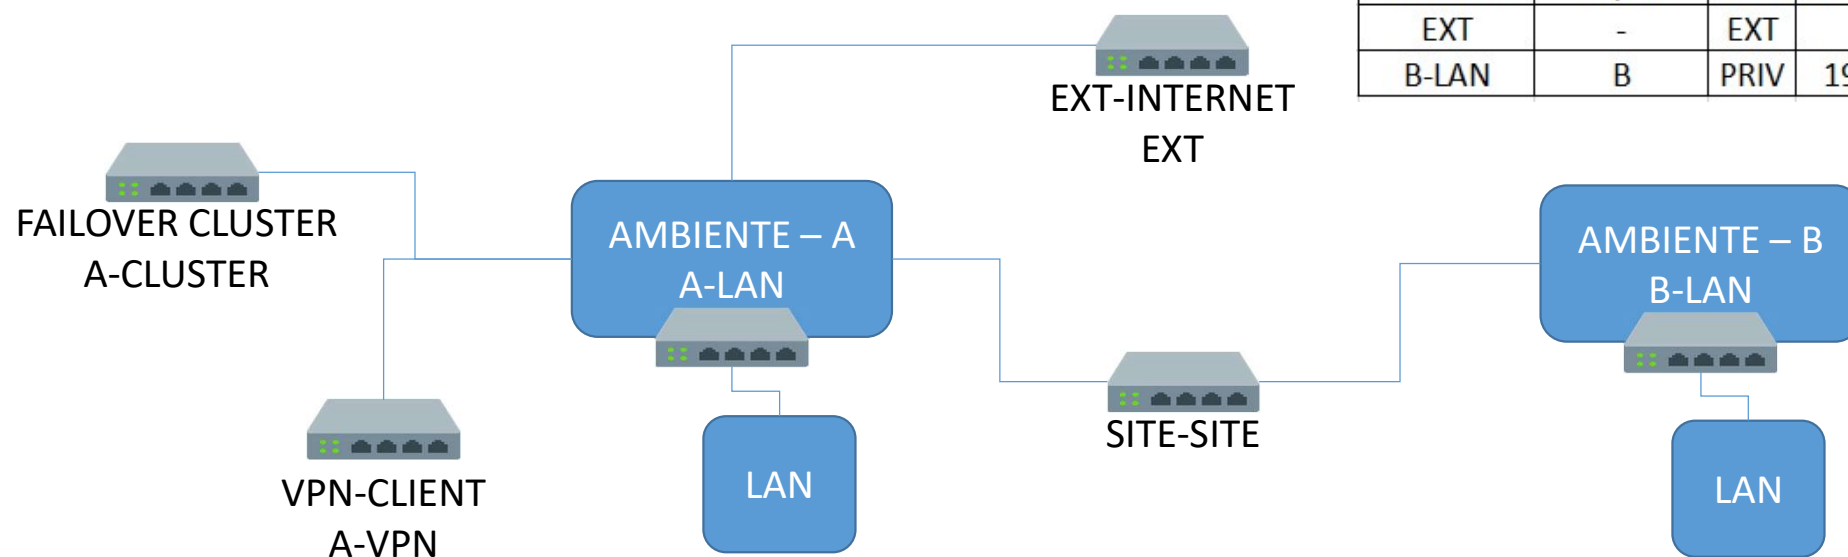 EXT - EXT
B-LAN B PRIV
EXT-INTERNET
EXT
FAILOVER CLUSTER
A-CLUSTER
AMBIENTE – A
A-LAN
AMBIENTE – B
B-LAN
SITE-SITE
VPN-CLIENT
A-VPN
LAN
LAN